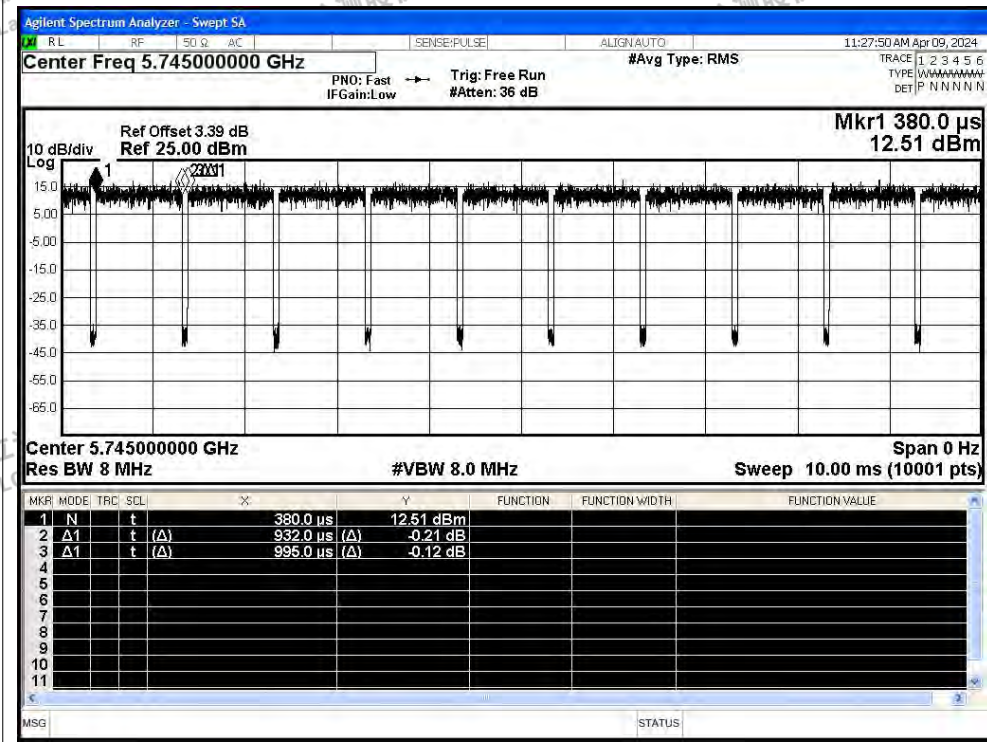 Agilent Spectrum Analyzer - Swept SA
RL RF 50 Ω AC SENSE:PULSE ALIGNAUTO 11:27:50 AM Apr 09, 2024
Center Freq 5.745000000 GHz #Avg Type: RMS TRACE 1 2 3 4 5 6
PNO: Fast Trig: Free Run TYPE WWWWWW
IFGain:Low #Atten: 36 dB DET P N N N N N
Mkr1 380.0 µs
Ref Offset 3.39 dB
10 dB/div Ref 25.00 dBm 12.51 dBm
Log
1
15.0
5.00
-5.00
-15.0
-25.0
-35.0
-45.0
-55.0
-65.0
Center 5.745000000 GHz Span 0 Hz
Res BW 8 MHz #VBW 8.0 MHz Sweep 10.00 ms (10001 pts)
MKR MODE TRC SCL X Y FUNCTION FUNCTION WIDTH FUNCTION VALUE
1 N t 380.0 µs 12.51 dBm
2 Δ1 t (Δ) 932.0 µs (Δ) -0.21 dB
3 Δ1 t (Δ) 995.0 µs (Δ) -0.12 dB
4
5
6
7
8
9
10
11
MSG STATUS